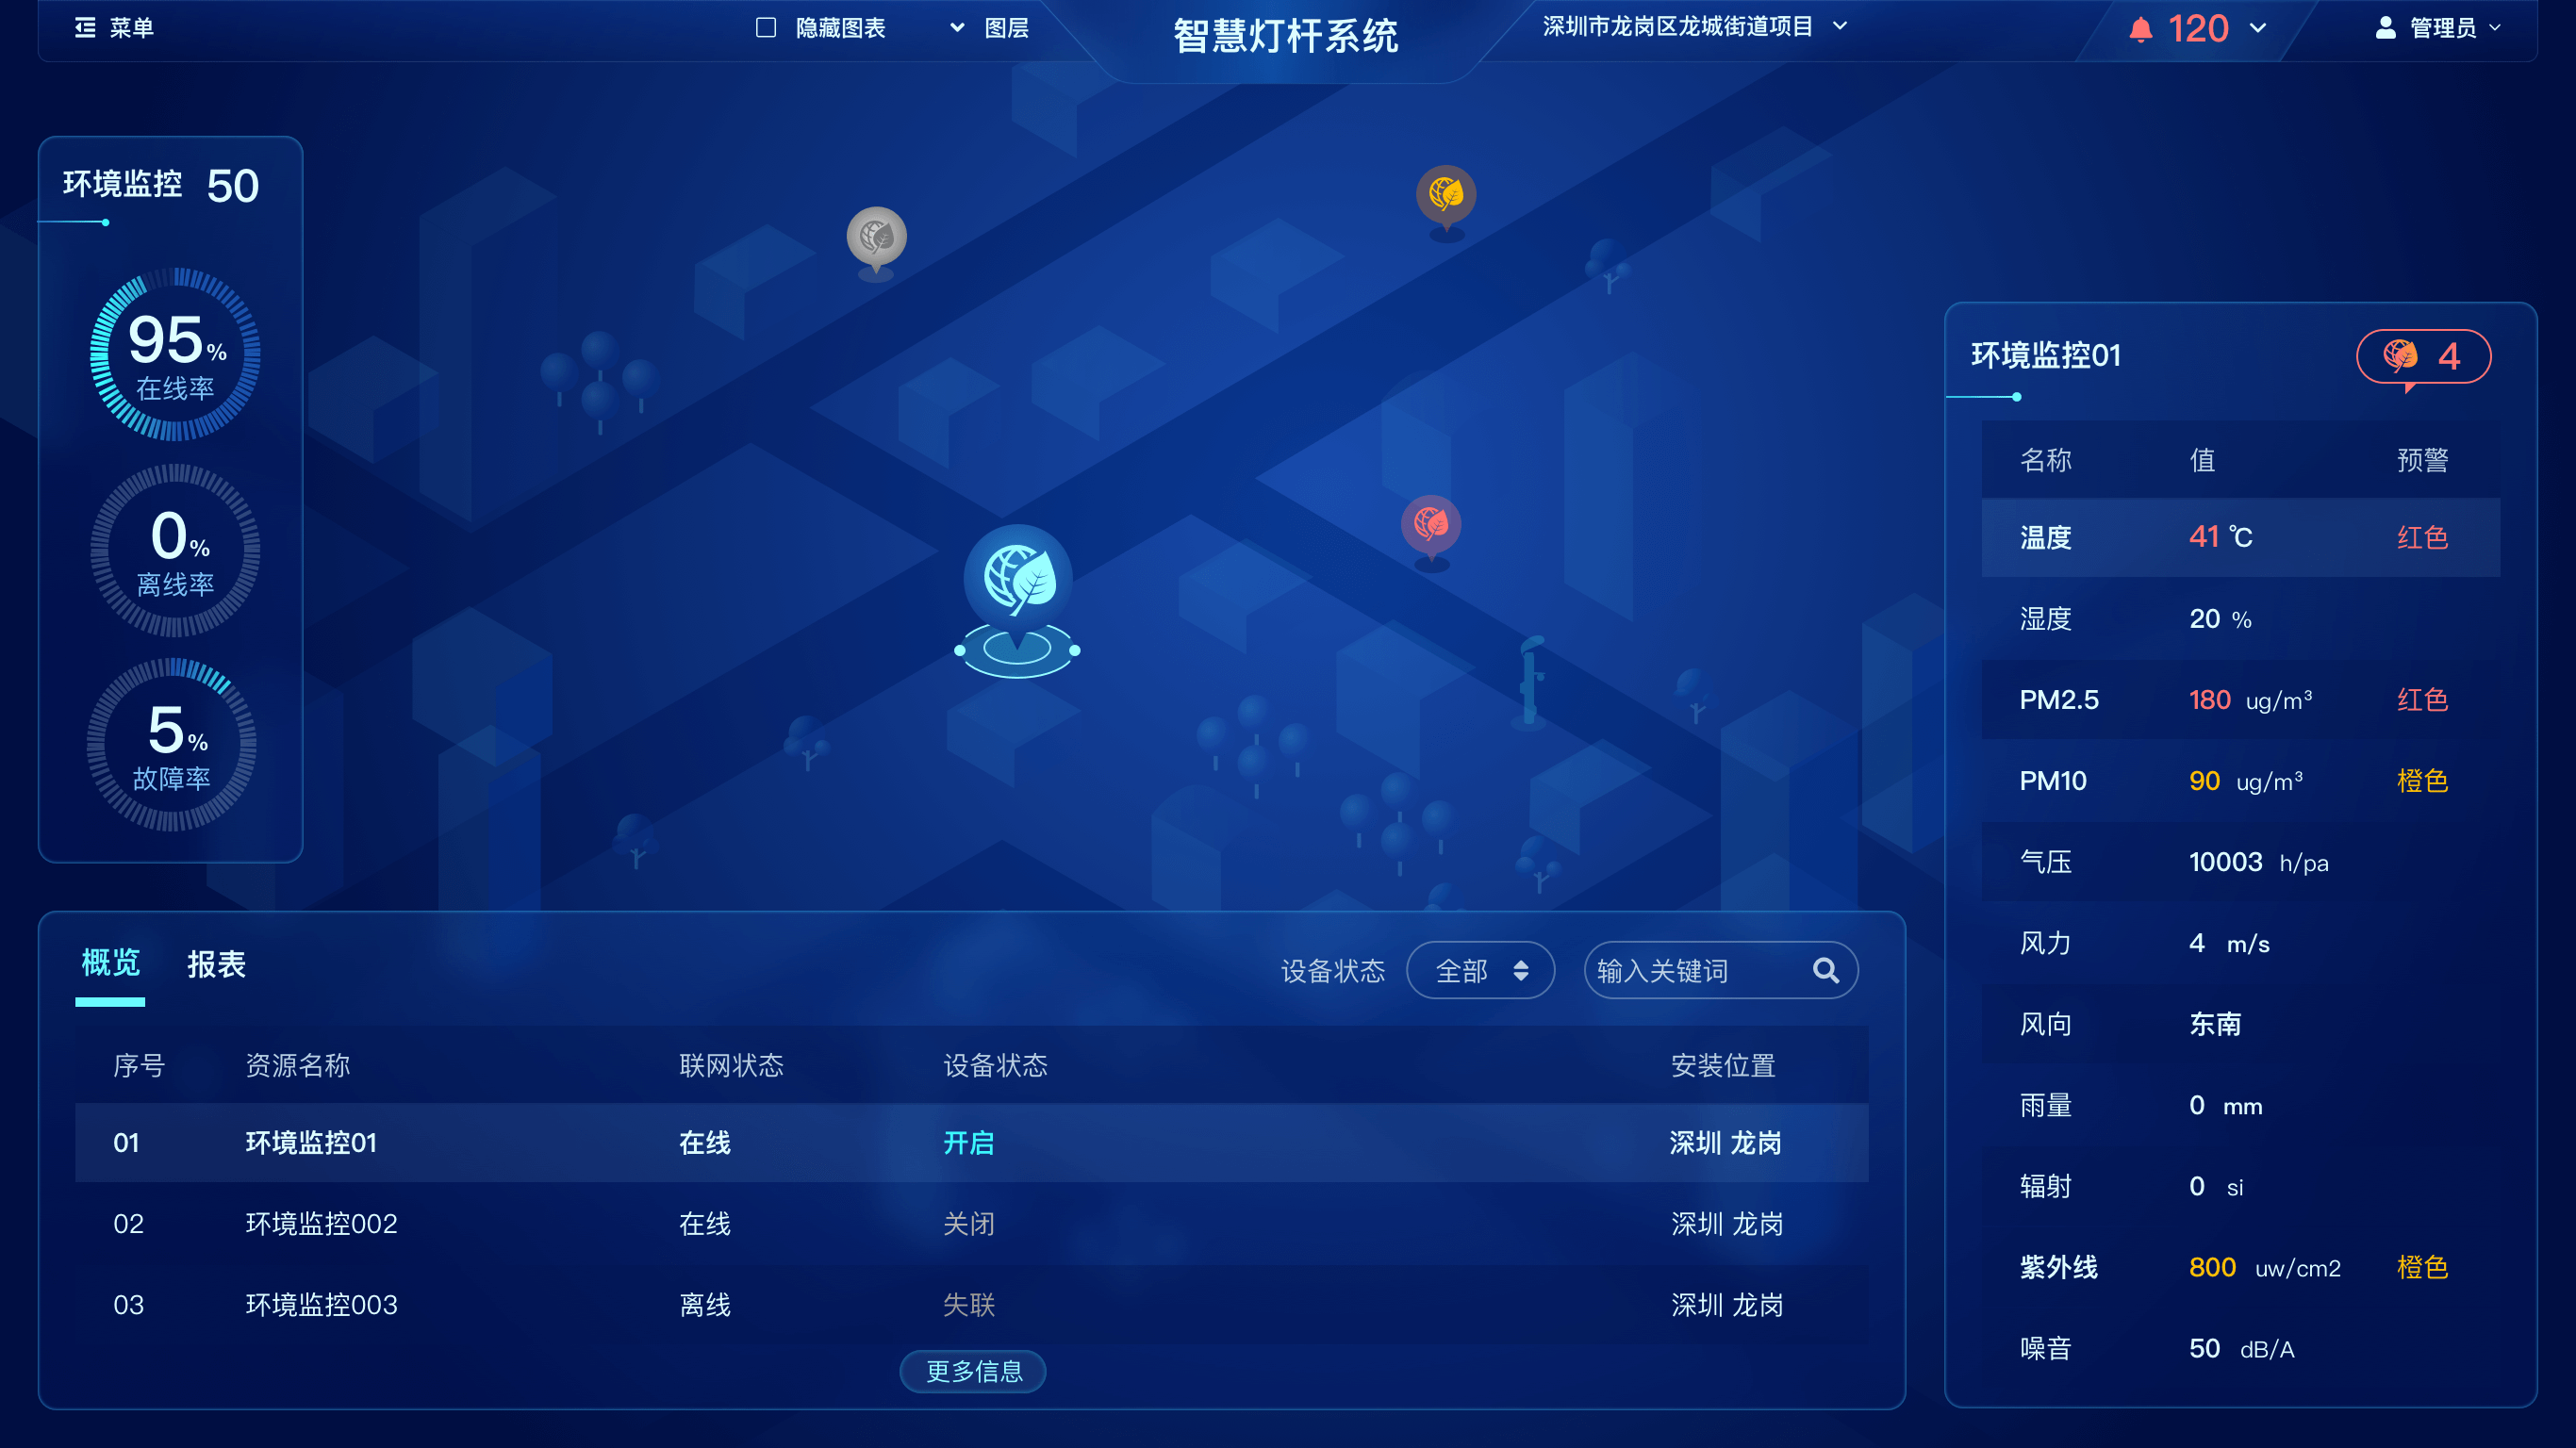 菜单 隐藏图表 图层 智慧灯杆系统 深圳市龙岗区龙城街道项目 120 管理员
环境监控 50
95%
在线率
0%
离线率
5%
故障率
环境监控01 4
名称 值 预警
温度 41 ℃ 红色
湿度 20 %
PM2.5 180 ug/m³ 红色
PM10 90 ug/m³ 橙色
气压 10003 h/pa
风力 4 m/s
风向 东南
雨量 0 mm
辐射 0 si
紫外线 800 uw/cm2 橙色
噪音 50 dB/A
概览 报表 设备状态 全部 输入关键词
序号 资源名称 联网状态 设备状态 安装位置
01 环境监控01 在线 开启 深圳 龙岗
02 环境监控002 在线 关闭 深圳 龙岗
03 环境监控003 离线 失联 深圳 龙岗
更多信息